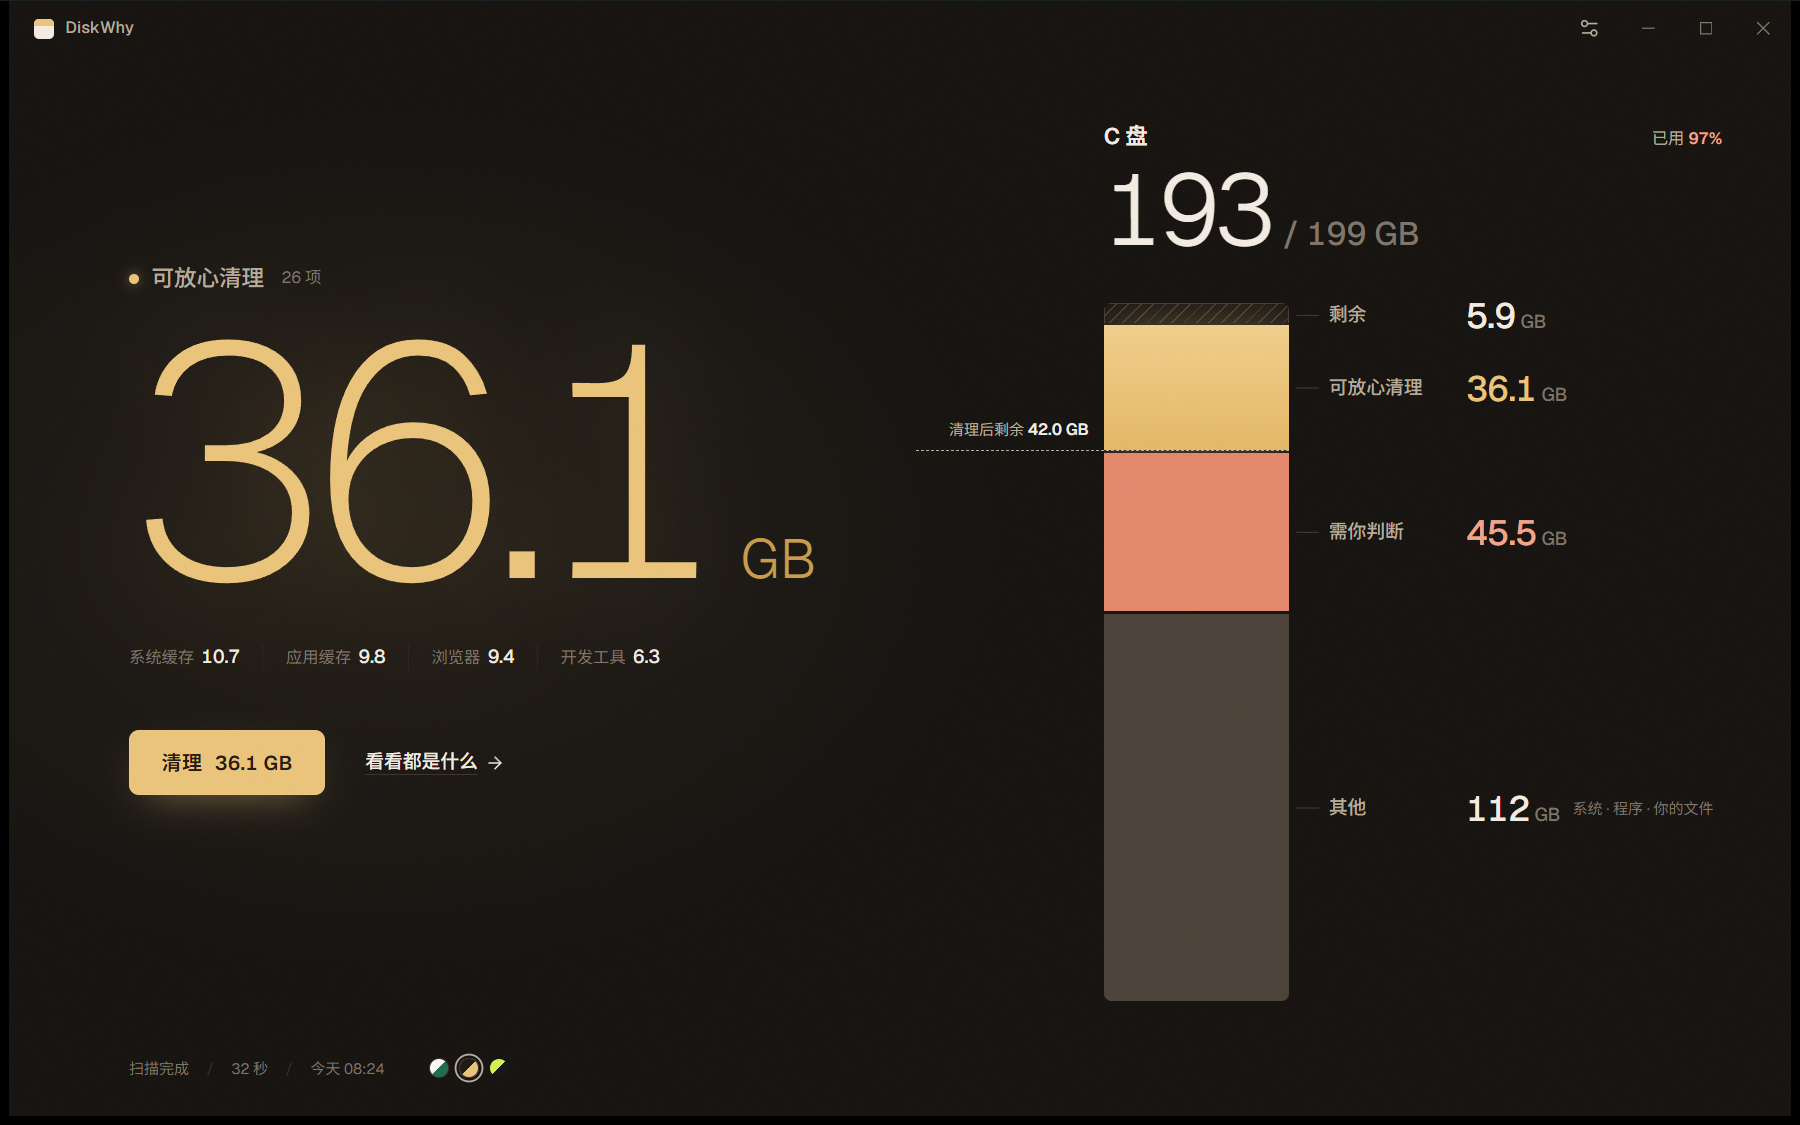 DiskWhy
可放心清理 26 项
36.1 GB
系统缓存 10.7 应用缓存 9.8 浏览器 9.4 开发工具 6.3
清理 36.1 GB 看看都是什么 →
扫描完成 / 32 秒 / 今天 08:24
C 盘 已用 97%
193 / 199 GB
剩余 5.9 GB
可放心清理 36.1 GB
清理后剩余 42.0 GB
需你判断 45.5 GB
其他 112 GB 系统 · 程序 · 你的文件